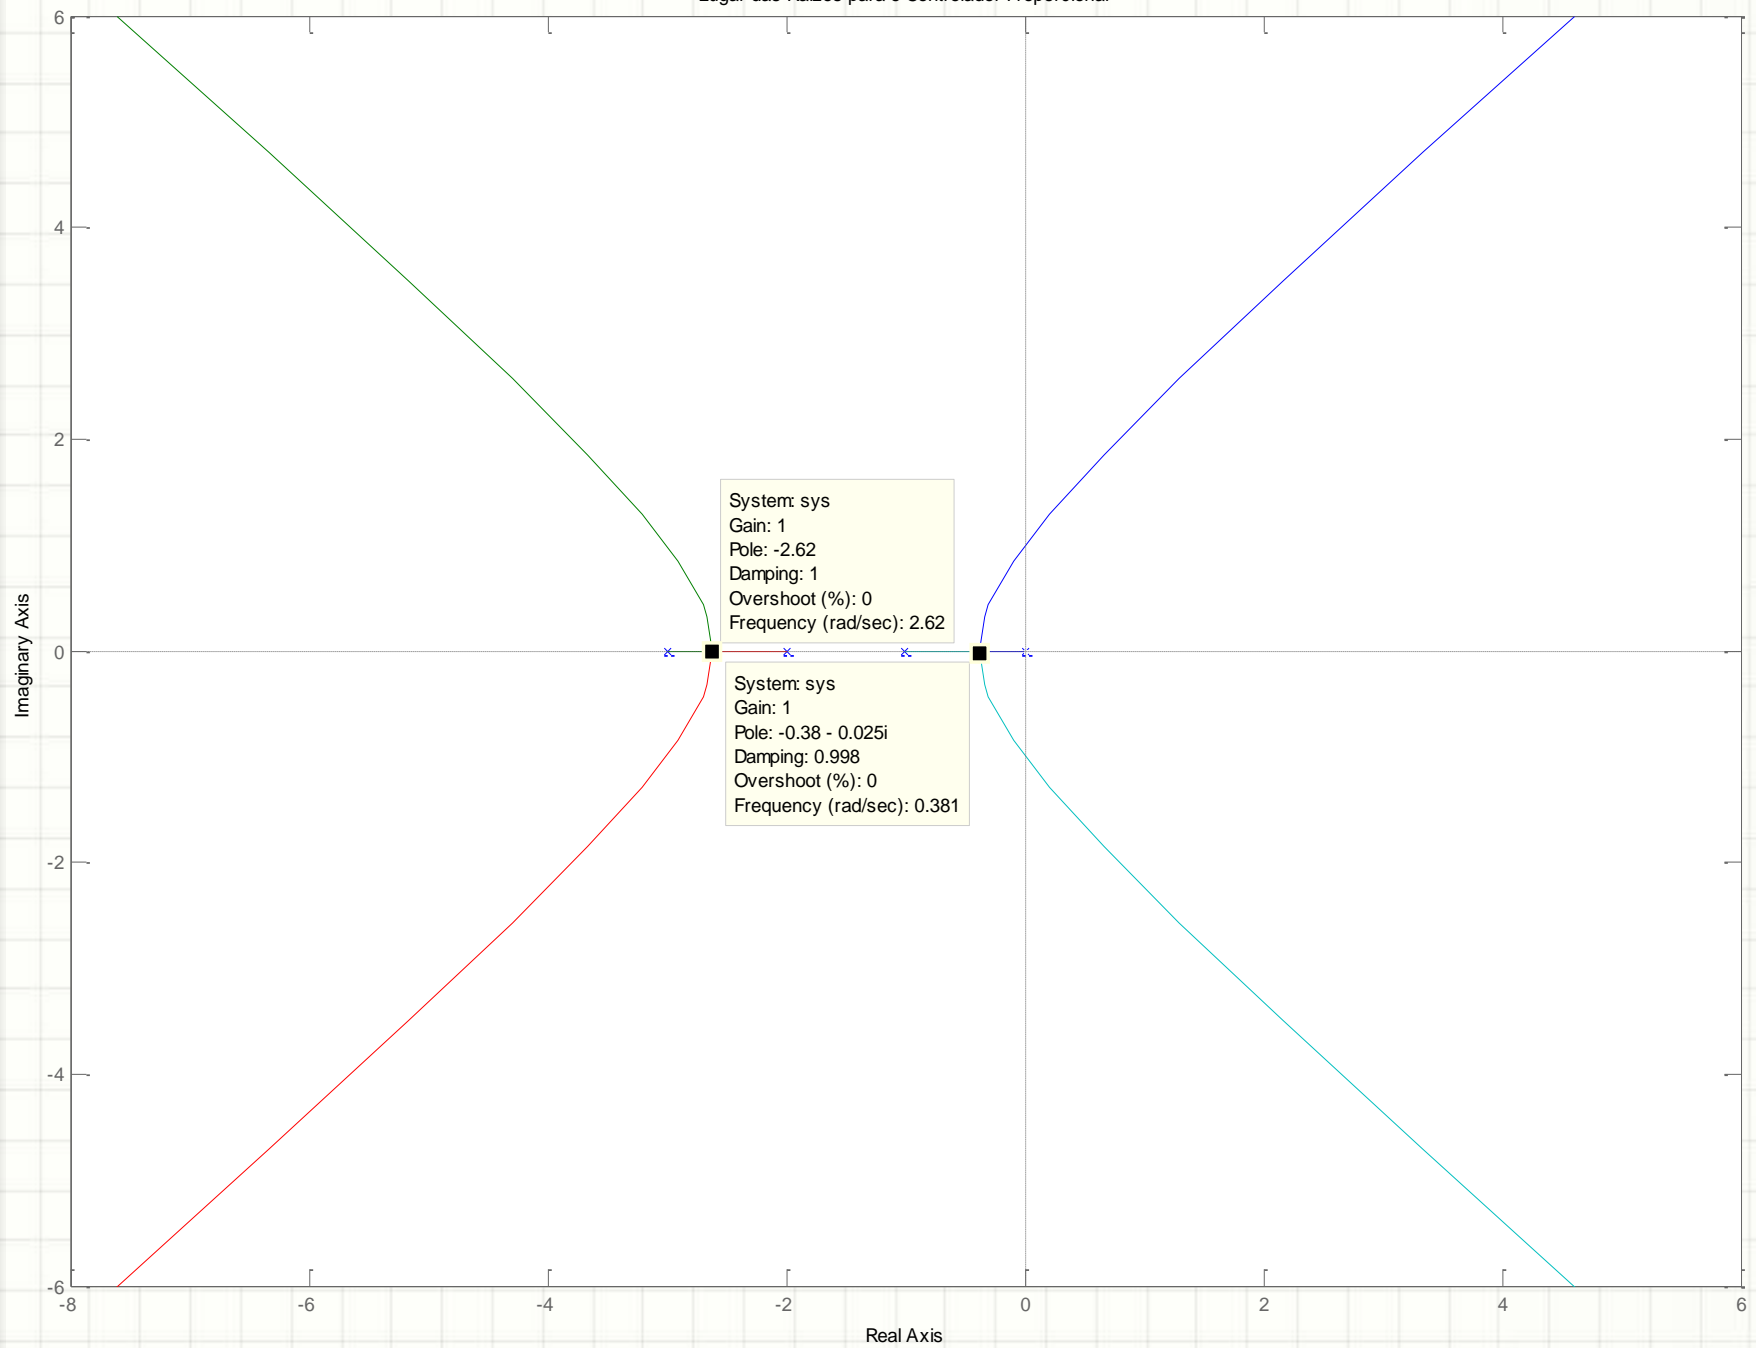 6
4
2
0
-2
-4
-6
Imaginary Axis
System: sys
Gain: 1
Pole: -2.62
Damping: 1
Overshoot (%): 0
Frequency (rad/sec): 2.62
System: sys
Gain: 1
Pole: -0.38 - 0.025i
Damping: 0.998
Overshoot (%): 0
Frequency (rad/sec): 0.381
-8 -6 -4 -2 0 2 4 6
Real Axis